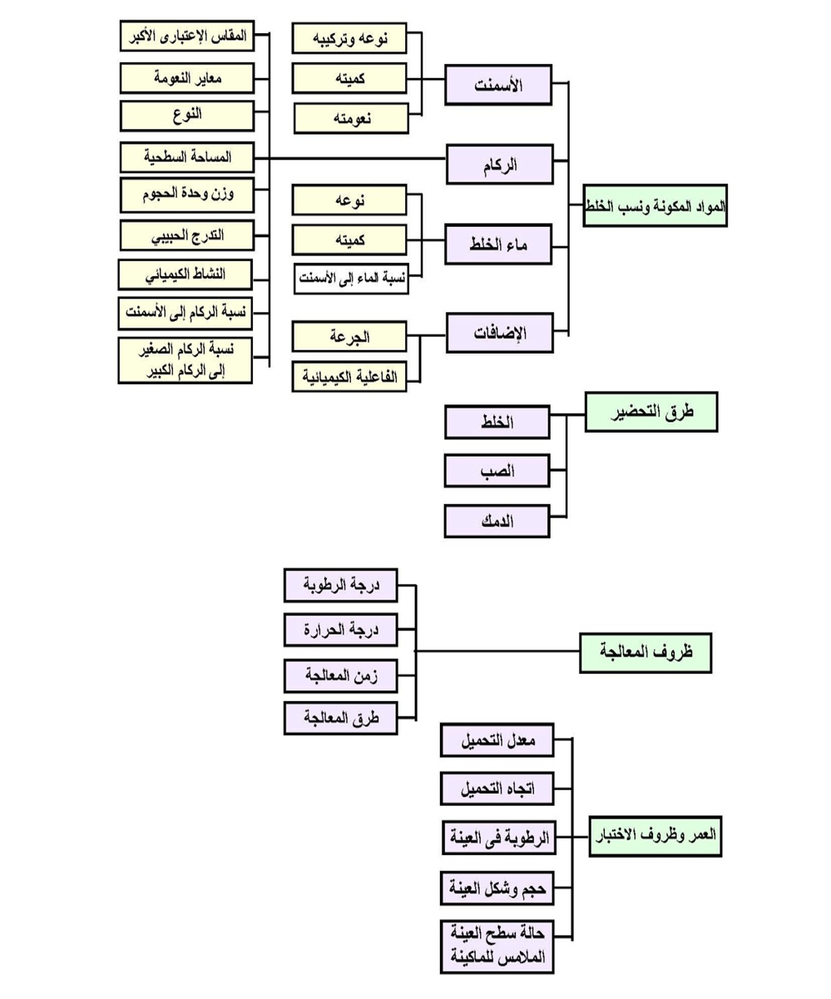 المواد المكونة ونسب الخلط
الأسمنت
نوعه وتركيبه
كميته
نعومته
الركام
المقاس الإعتبارى الأكبر
معاير النعومة
النوع
المساحة السطحية
وزن وحدة الحجوم
التدرج الحبيبي
النشاط الكيميائي
نسبة الركام إلى الأسمنت
نسبة الركام الصغير
إلى الركام الكبير
ماء الخلط
نوعه
كميته
نسبة الماء إلى الأسمنت
الإضافات
الجرعة
الفاعلية الكيميائية
طرق التحضير
الخلط
الصب
الدمك
ظروف المعالجة
درجة الرطوبة
درجة الحرارة
زمن المعالجة
طرق المعالجة
العمر وظروف الاختبار
معدل التحميل
اتجاه التحميل
الرطوبة فى العينة
حجم وشكل العينة
حالة سطح العينة
الملامس للماكينة